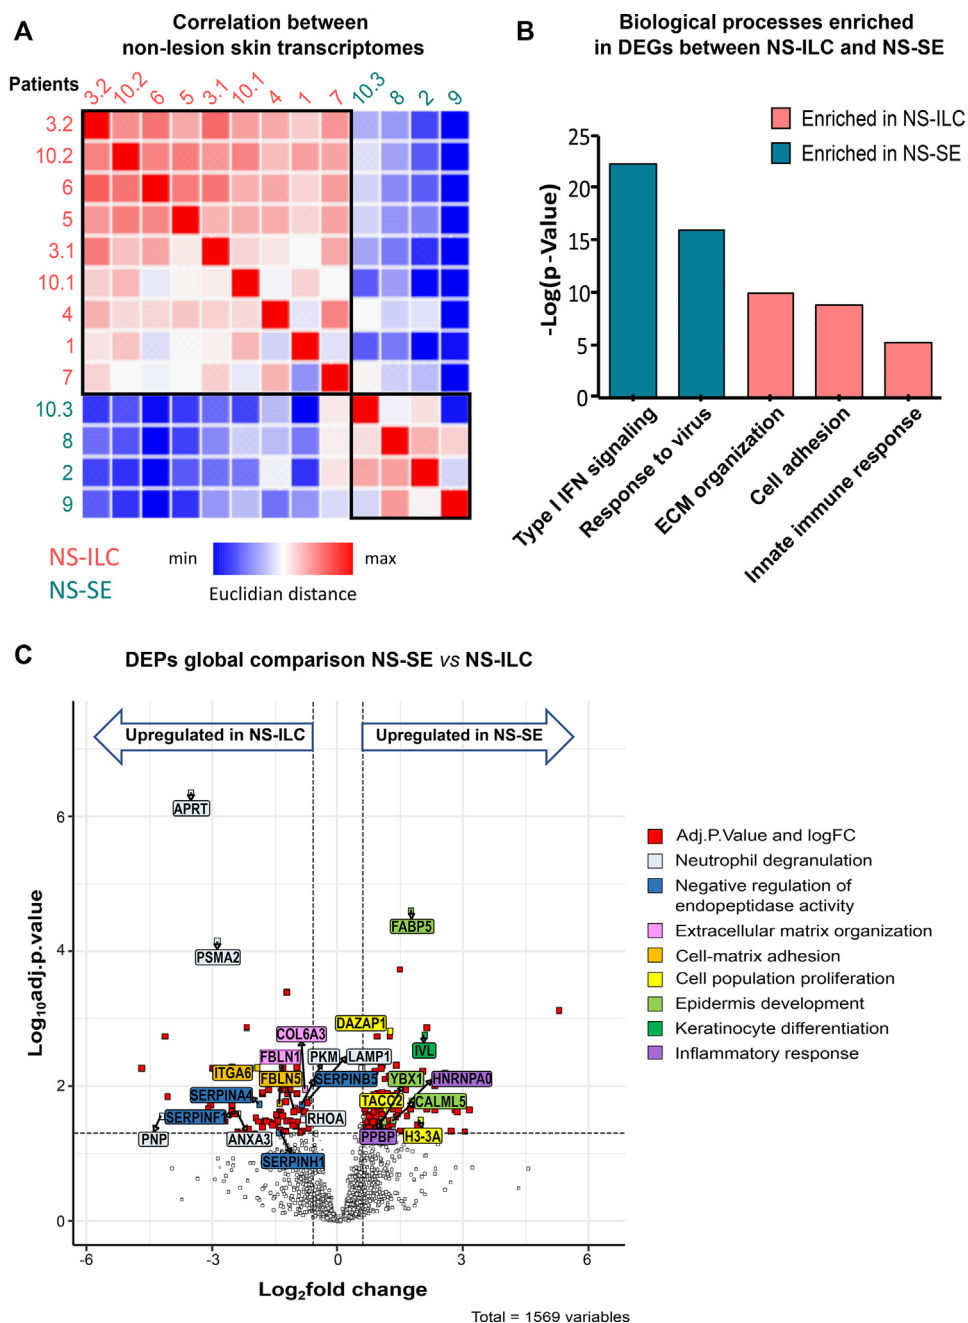 A
Correlation between
non-lesion skin transcriptomes
Patients
3.2 10.2 6 5 3.1 10.1 4 1 7 10.3 8 2 9
3.2
10.2
6
5
3.1
10.1
4
1
7
10.3
8
2
9
NS-ILC
NS-SE
min
max
Euclidian distance
B
Biological processes enriched
in DEGs between NS-ILC and NS-SE
Enriched in NS-ILC
Enriched in NS-SE
-Log(p-Value)
25
20
15
10
5
0
Type I IFN signaling
Response to virus
ECM organization
Cell adhesion
Innate immune response
C
DEPs global comparison NS-SE vs NS-ILC
Upregulated in NS-ILC
Upregulated in NS-SE
Log10adj.p.value
6
4
2
0
APRT
FABP5
PSMA2
DAZAP1
COL6A3
IVL
FBLN1
PKM
LAMP1
ITGA6
FBLN5
SERPINB5
YBX1
HNRNPA0
SERPINA4
TACC2
CALML5
SERPINF1
RHOA
PNP
ANXA3
PPBP
H3-3A
SERPINH1
-6 -3 0 3 6
Log2fold change
Total = 1569 variables
Adj.P.Value and logFC
Neutrophil degranulation
Negative regulation of
endopeptidase activity
Extracellular matrix organization
Cell-matrix adhesion
Cell population proliferation
Epidermis development
Keratinocyte differentiation
Inflammatory response